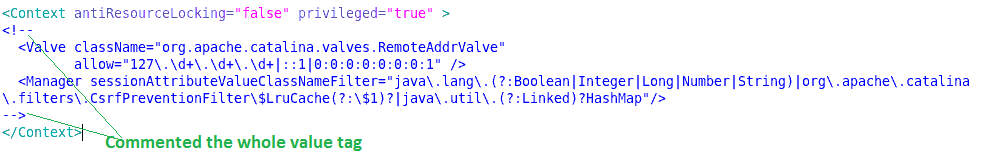 <Context antiResourceLocking="false" privileged="true" >
<!--
<Valve className="org.apache.catalina.valves.RemoteAddrValve"
allow="127\.\d+\.\d+\.\d+|::1|0:0:0:0:0:0:0:1" />
<Manager sessionAttributeValueClassNameFilter="java\.lang\.(?:Boolean|Integer|Long|Number|String)|org\.apache\.catalina
\.filters\.CsrfPreventionFilter\$LruCache(?:\$1)?|java\.util\.(?:Linked)?HashMap"/>
-->
</Context>
Commented the whole value tag